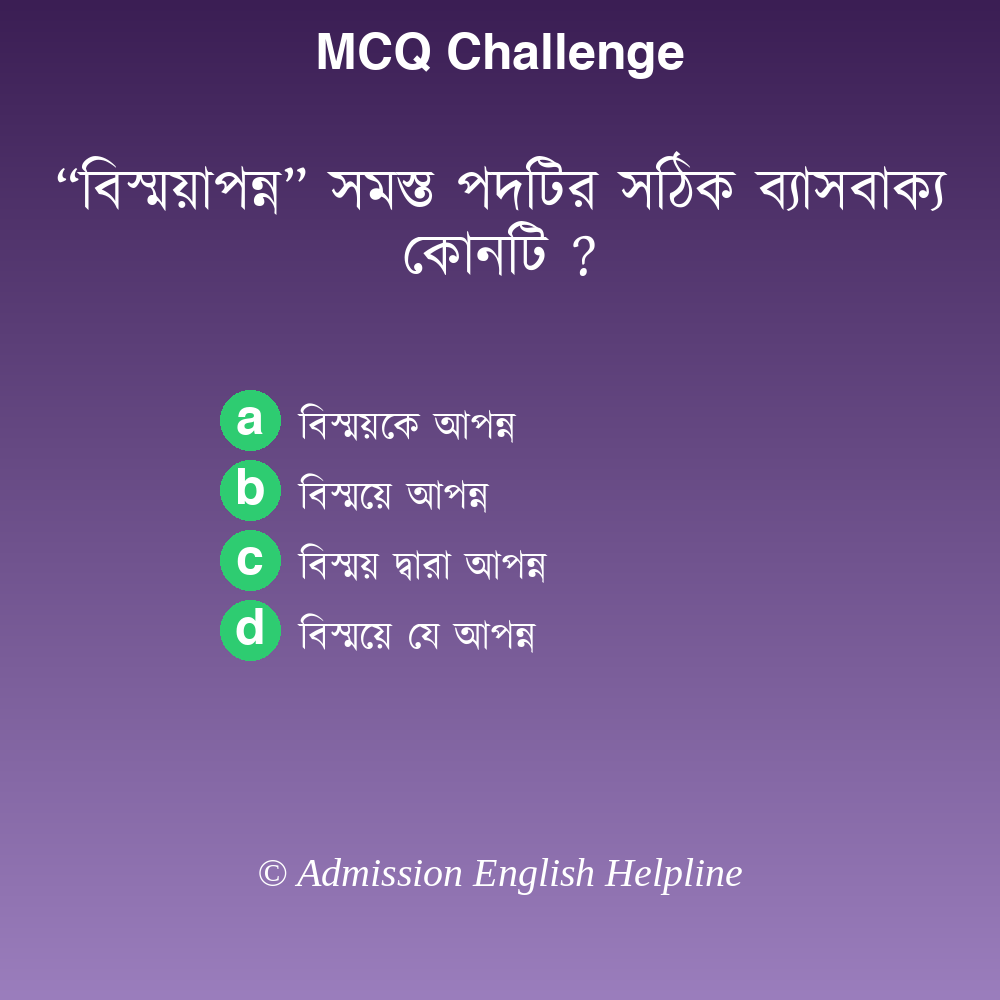 MCQ Challenge
“বিস্ময়াপন্ন” সমস্ত পদটির সঠিক ব্যাসবাক্য
কোনটি ?
a বিস্ময়কে আপন্ন
b বিস্ময়ে আপন্ন
c বিস্ময় দ্বারা আপন্ন
d বিস্ময়ে যে আপন্ন
© Admission English Helpline